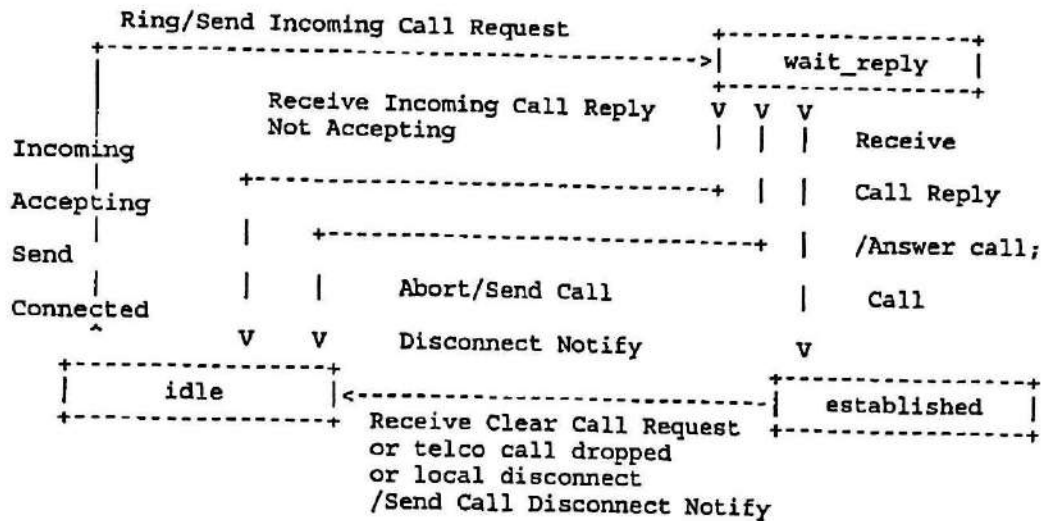 Ring/Send Incoming Call Request
wait_reply
Receive Incoming Call Reply
Not Accepting
V V V
Receive
Incoming
Call Reply
Accepting
/Answer call;
Send
Abort/Send Call
Call
Connected
Disconnect Notify
V V V
idle
established
Receive Clear Call Request
or telco call dropped
or local disconnect
/Send Call Disconnect Notify